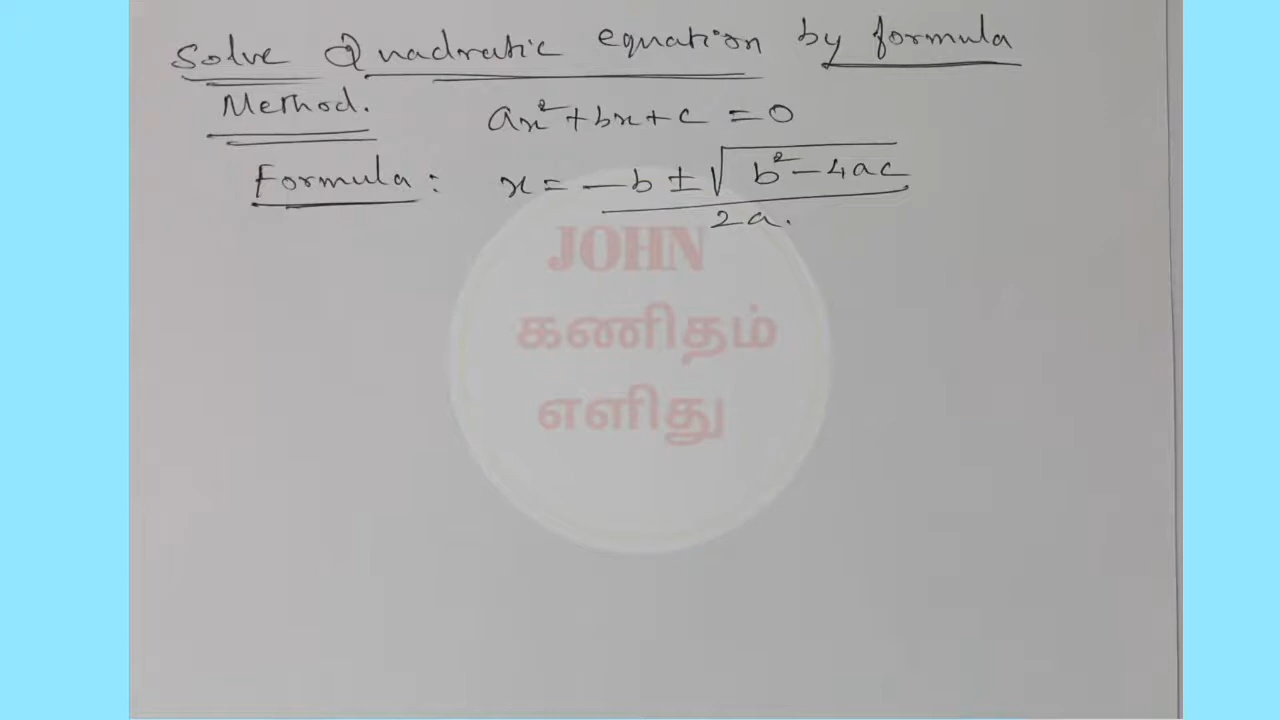 Solve Quadratic equation by formula
Method. ax²+bx+c =0
Formula: x = -b ± √b²-4ac
2a.
JOHN
கணிதம்
எளிது